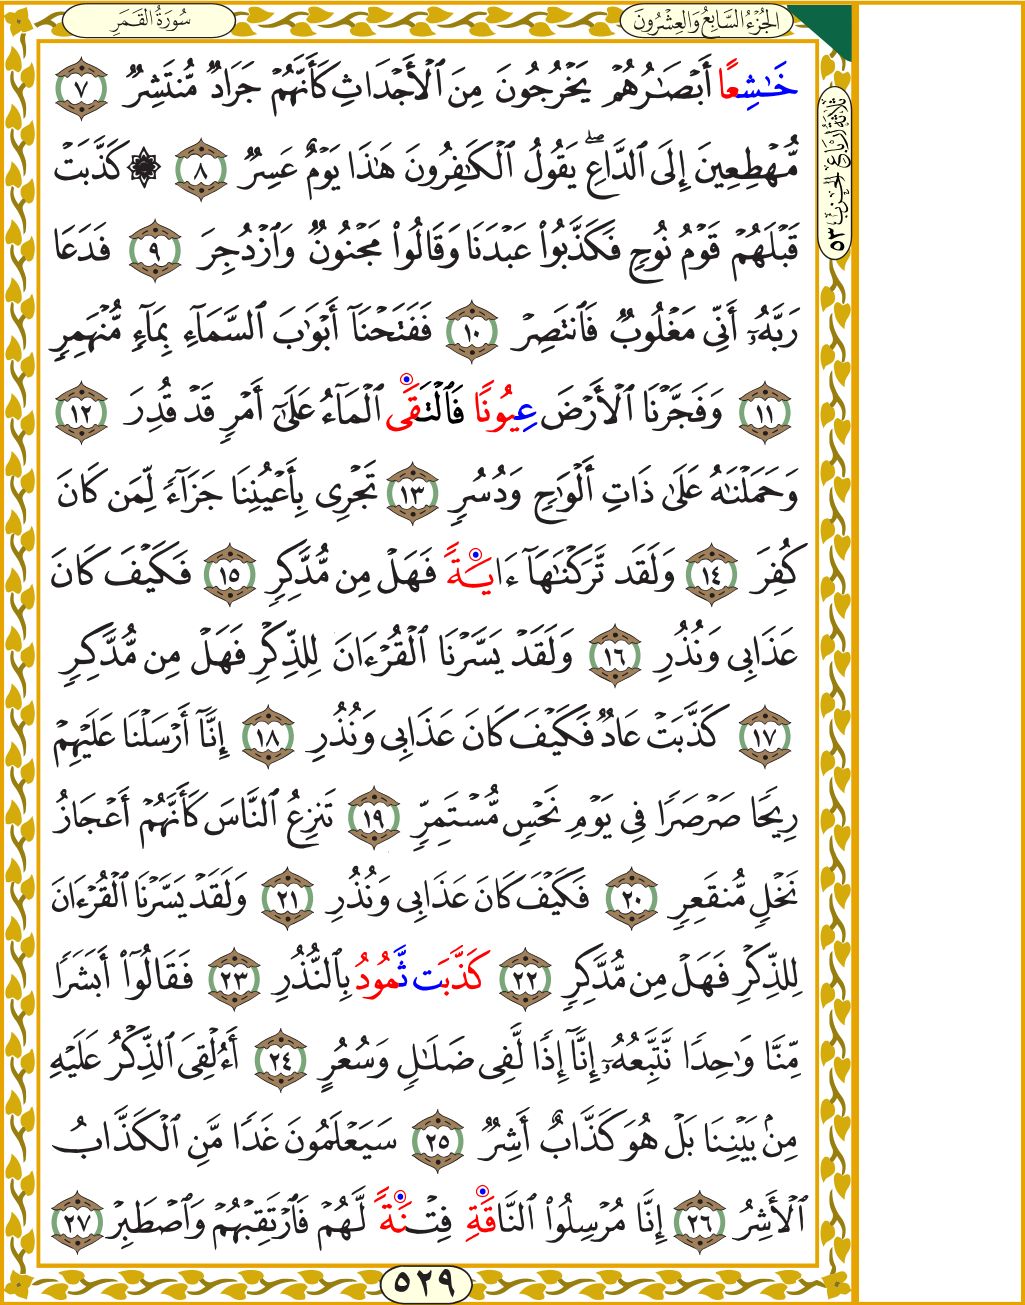 سُورَةُ القَمَرِ
الجُزْءُ السَّابِعُ وَالعِشْرُونَ
ثَلَاثَةُ أَرْبَاعِ الحِزْبِ ٥٣
خَٰشِعًا أَبْصَٰرُهُمْ يَخْرُجُونَ مِنَ ٱلْأَجْدَاثِ كَأَنَّهُمْ جَرَادٌ مُّنتَشِرٌ ٧
مُّهْطِعِينَ إِلَى ٱلدَّاعِ ۖ يَقُولُ ٱلْكَٰفِرُونَ هَٰذَا يَوْمٌ عَسِرٌ ٨ ۞ كَذَّبَتْ
قَبْلَهُمْ قَوْمُ نُوحٍ فَكَذَّبُوا۟ عَبْدَنَا وَقَالُوا۟ مَجْنُونٌ وَٱزْدُجِرَ ٩ فَدَعَا
رَبَّهُۥٓ أَنِّى مَغْلُوبٌ فَٱنتَصِرْ ١٠ فَفَتَحْنَآ أَبْوَٰبَ ٱلسَّمَآءِ بِمَآءٍ مُّنْهَمِرٍ
١١ وَفَجَّرْنَا ٱلْأَرْضَ عِيُونًا فَٱلْتَقَى ٱلْمَآءُ عَلَىٰٓ أَمْرٍ قَدْ قُدِرَ ١٢
وَحَمَلْنَٰهُ عَلَىٰ ذَاتِ أَلْوَٰحٍ وَدُسُرٍ ١٣ تَجْرِى بِأَعْيُنِنَا جَزَآءً لِّمَن كَانَ
كُفِرَ ١٤ وَلَقَد تَّرَكْنَٰهَآ ءَايَةً فَهَلْ مِن مُّدَّكِرٍ ١٥ فَكَيْفَ كَانَ
عَذَابِى وَنُذُرِ ١٦ وَلَقَدْ يَسَّرْنَا ٱلْقُرْءَانَ لِلذِّكْرِ فَهَلْ مِن مُّدَّكِرٍ
١٧ كَذَّبَتْ عَادٌ فَكَيْفَ كَانَ عَذَابِى وَنُذُرِ ١٨ إِنَّآ أَرْسَلْنَا عَلَيْهِمْ
رِيحًا صَرْصَرًا فِى يَوْمِ نَحْسٍ مُّسْتَمِرٍّ ١٩ تَنزِعُ ٱلنَّاسَ كَأَنَّهُمْ أَعْجَازُ
نَخْلٍ مُّنقَعِرٍ ٢٠ فَكَيْفَ كَانَ عَذَابِى وَنُذُرِ ٢١ وَلَقَدْ يَسَّرْنَا ٱلْقُرْءَانَ
لِلذِّكْرِ فَهَلْ مِن مُّدَّكِرٍ ٢٢ كَذَّبَت ثَّمُودُ بِٱلنُّذُرِ ٢٣ فَقَالُوٓا۟ أَبَشَرًا
مِّنَّا وَٰحِدًا نَّتَّبِعُهُۥٓ إِنَّآ إِذًا لَّفِى ضَلَٰلٍ وَسُعُرٍ ٢٤ أَءُلْقِىَ ٱلذِّكْرُ عَلَيْهِ
مِنۢ بَيْنِنَا بَلْ هُوَ كَذَّابٌ أَشِرٌ ٢٥ سَيَعْلَمُونَ غَدًا مَّنِ ٱلْكَذَّابُ
ٱلْأَشِرُ ٢٦ إِنَّا مُرْسِلُوا۟ ٱلنَّاقَةِ فِتْنَةً لَّهُمْ فَٱرْتَقِبْهُمْ وَٱصْطَبِرْ ٢٧
٥٢٩